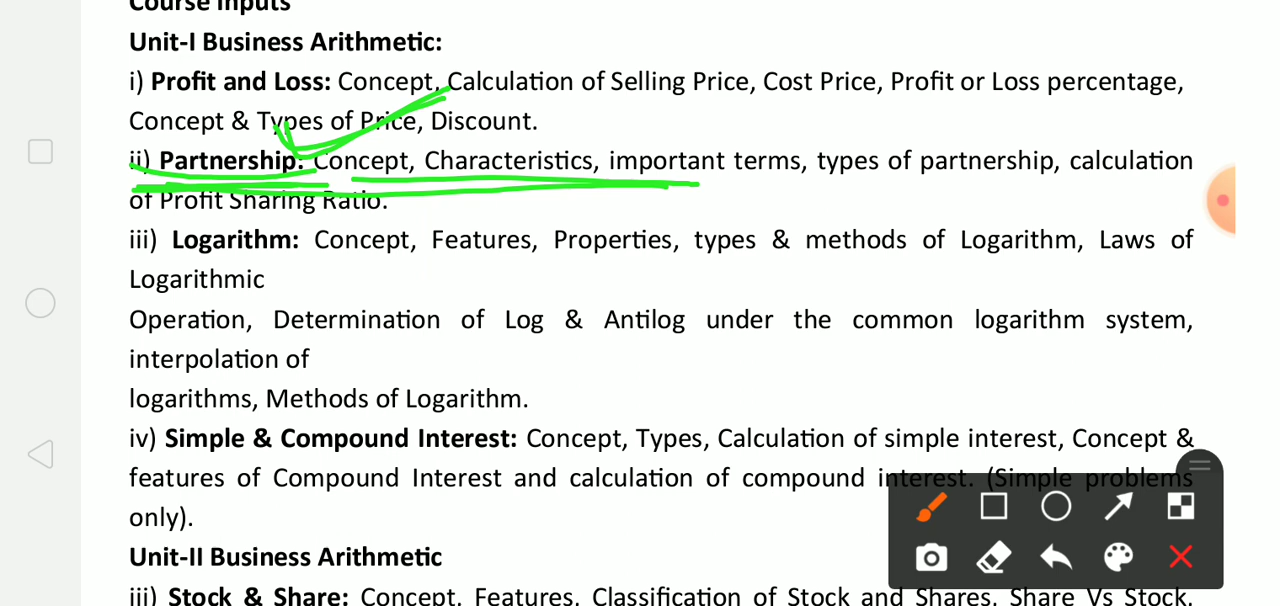 Course Inputs
Unit-I Business Arithmetic:
i) Profit and Loss: Concept, Calculation of Selling Price, Cost Price, Profit or Loss percentage,
Concept & Types of Price, Discount.
ii) Partnership: Concept, Characteristics, important terms, types of partnership, calculation
of Profit Sharing Ratio.
iii) Logarithm: Concept, Features, Properties, types & methods of Logarithm, Laws of
Logarithmic
Operation, Determination of Log & Antilog under the common logarithm system,
interpolation of
logarithms, Methods of Logarithm.
iv) Simple & Compound Interest: Concept, Types, Calculation of simple interest, Concept &
features of Compound Interest and calculation of compound interest. (Simple problems
only).
Unit-II Business Arithmetic
iii) Stock & Share: Concept, Features, Classification of Stock and Shares, Share Vs Stock,